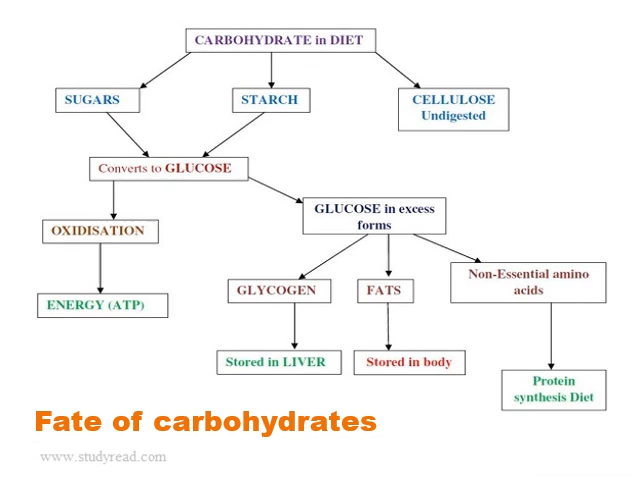 CARBOHYDRATE in DIET
SUGARS
STARCH
CELLULOSE
Undigested
Converts to GLUCOSE
GLUCOSE in excess
forms
OXIDISATION
ENERGY (ATP)
GLYCOGEN
FATS
Non-Essential amino
acids
Stored in LIVER
Stored in body
Protein
synthesis Diet
Fate of carbohydrates
www.studyread.com